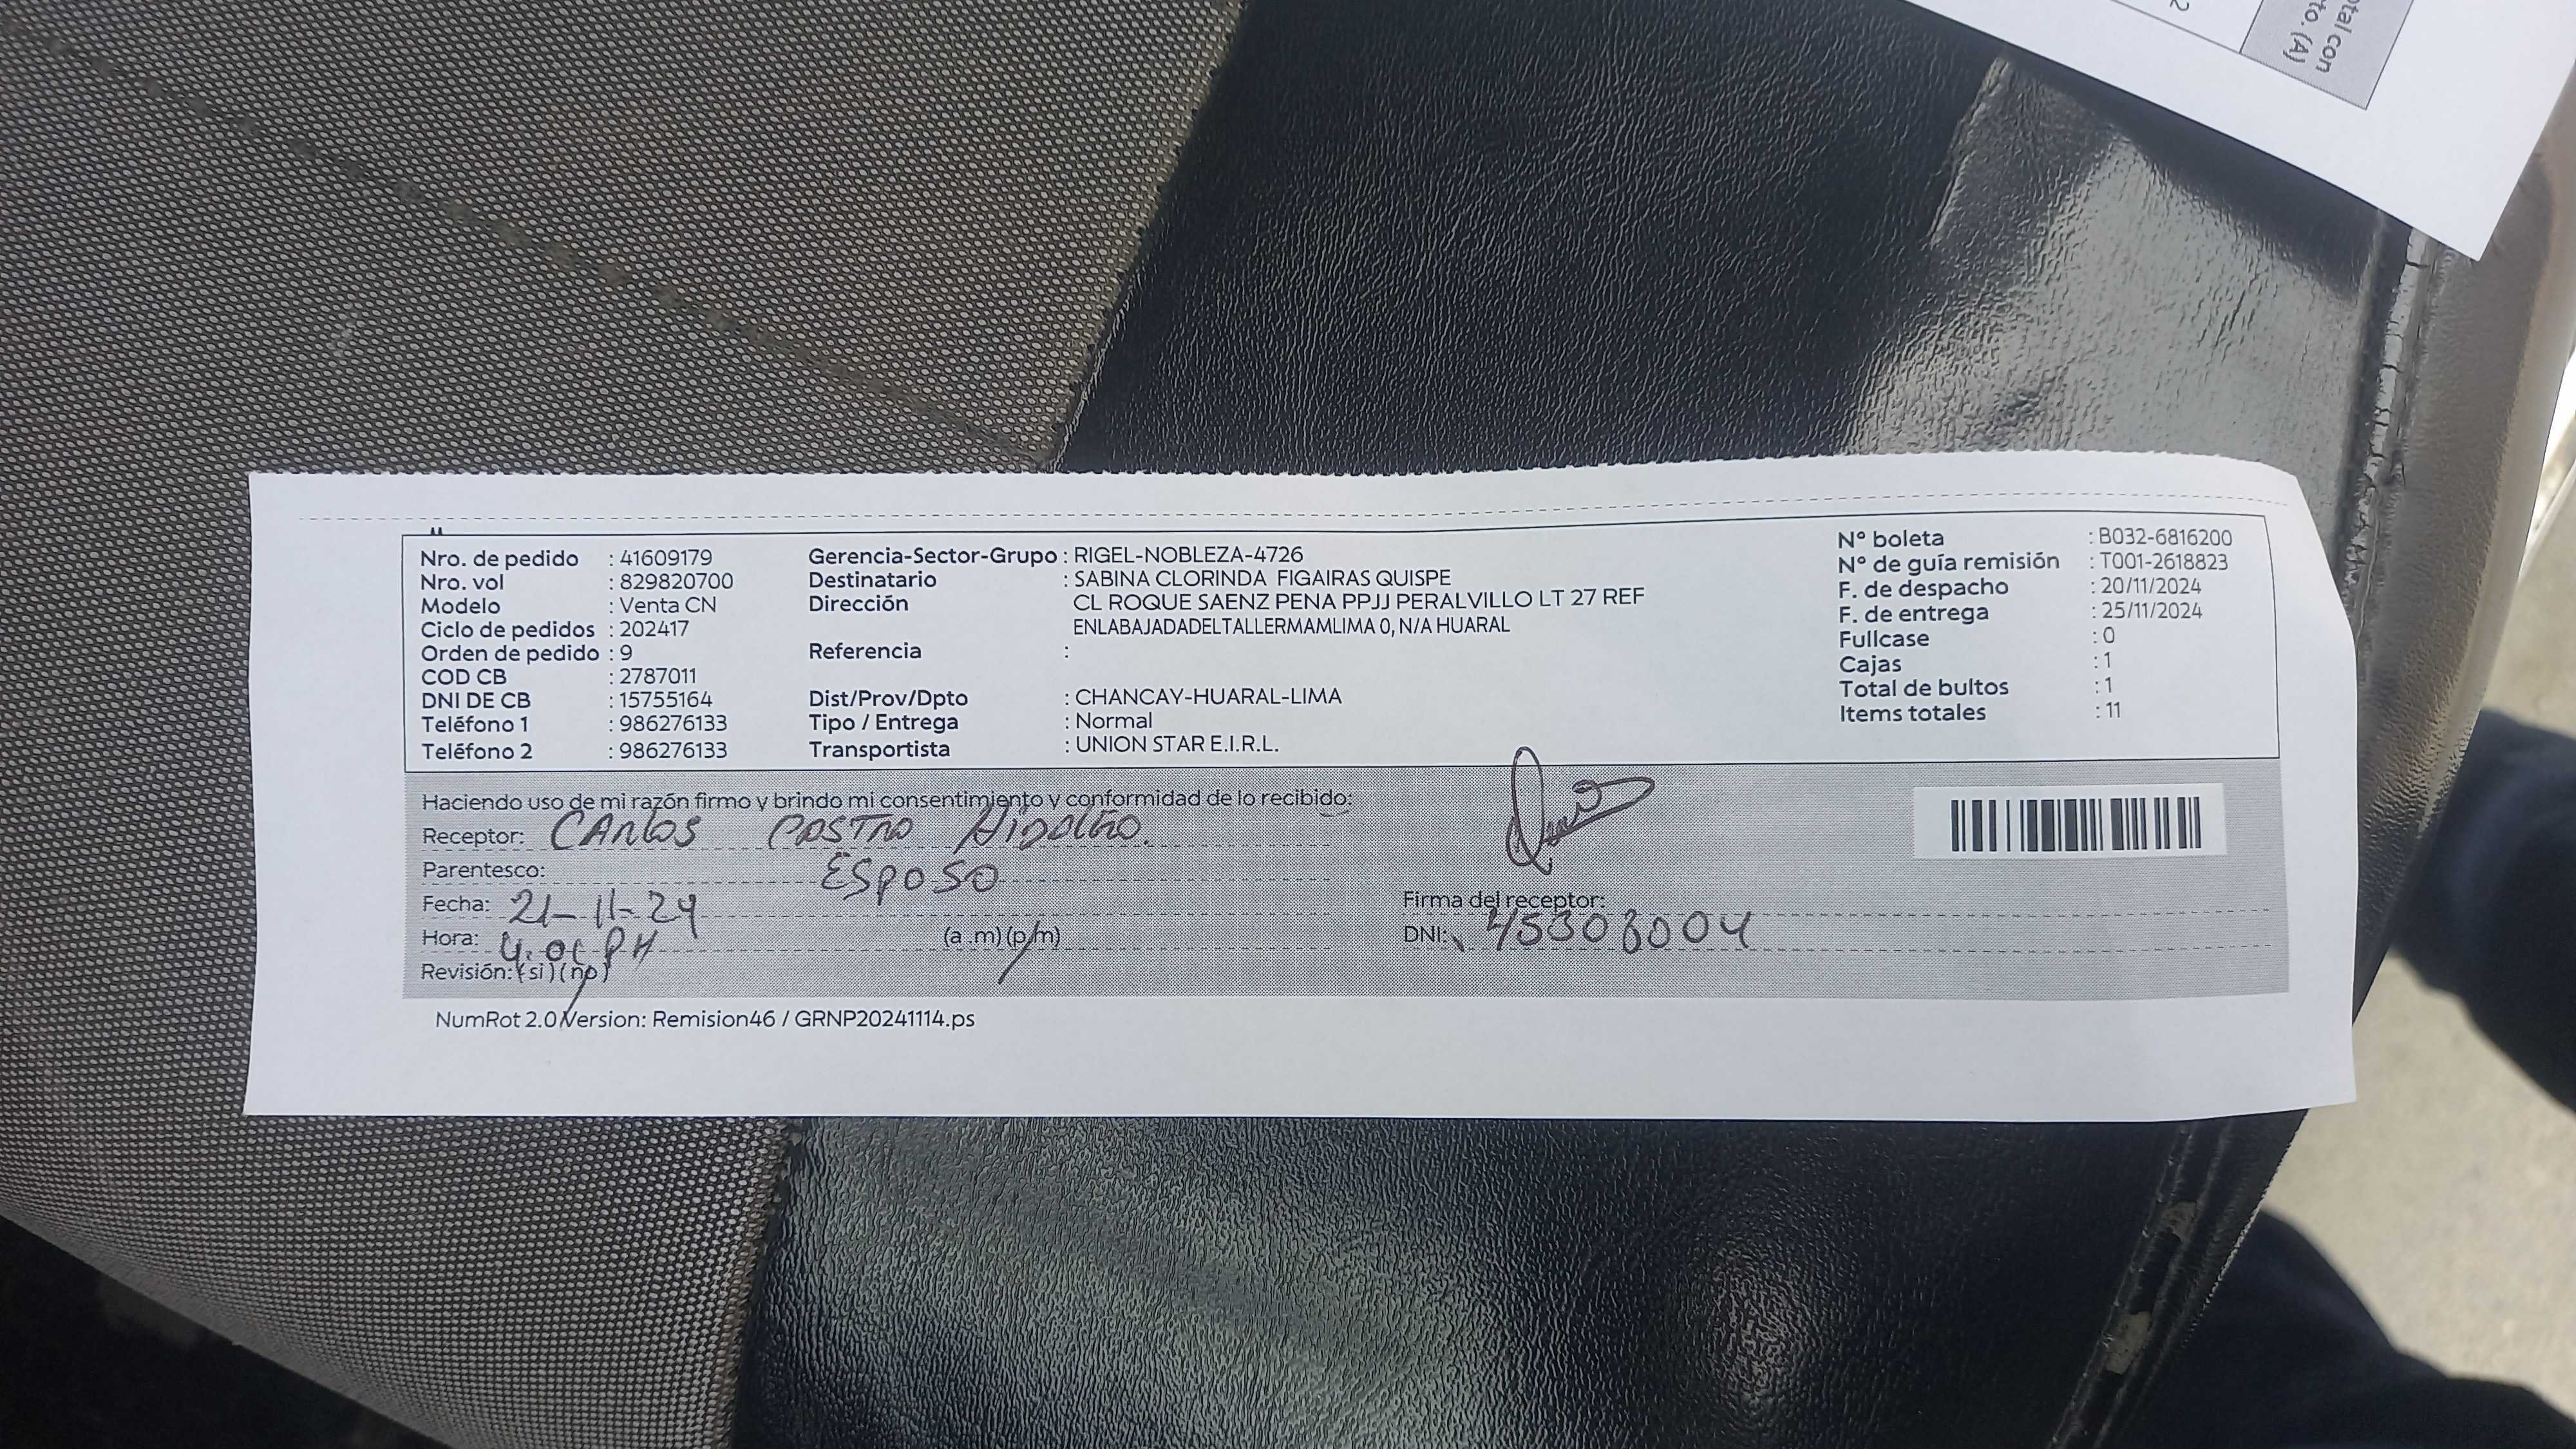 otal con
to. (A)
2
Nro. de pedido : 41609179
Nro. vol : 829820700
Modelo : Venta CN
Ciclo de pedidos : 202417
Orden de pedido : 9
COD CB : 2787011
DNI DE CB : 15755164
Teléfono 1 : 986276133
Teléfono 2 : 986276133
Gerencia-Sector-Grupo : RIGEL-NOBLEZA-4726
Destinatario : SABINA CLORINDA FIGAIRAS QUISPE
Dirección CL ROQUE SAENZ PENA PPJJ PERALVILLO LT 27 REF
ENLABAJADADELTALLERMAMLIMA 0, N/A HUARAL
Referencia :
Dist/Prov/Dpto : CHANCAY-HUARAL-LIMA
Tipo / Entrega : Normal
Transportista : UNION STAR E.I.R.L.
N° boleta : B032-6816200
N° de guía remisión : T001-2618823
F. de despacho : 20/11/2024
F. de entrega : 25/11/2024
Fullcase : 0
Cajas : 1
Total de bultos : 1
Items totales : 11
Haciendo uso de mi razón firmo y brindo mi consentimiento y conformidad de lo recibido:
Receptor: CARLOS CASTRO HIDALGO.
Parentesco: ESPOSO
Fecha: 21-11-24
Hora: PM (a .m) (p/m)
Revisión: (si) (no)
Firma del receptor:
DNI:
NumRot 2.0 Version: Remision46 / GRNP20241114.ps